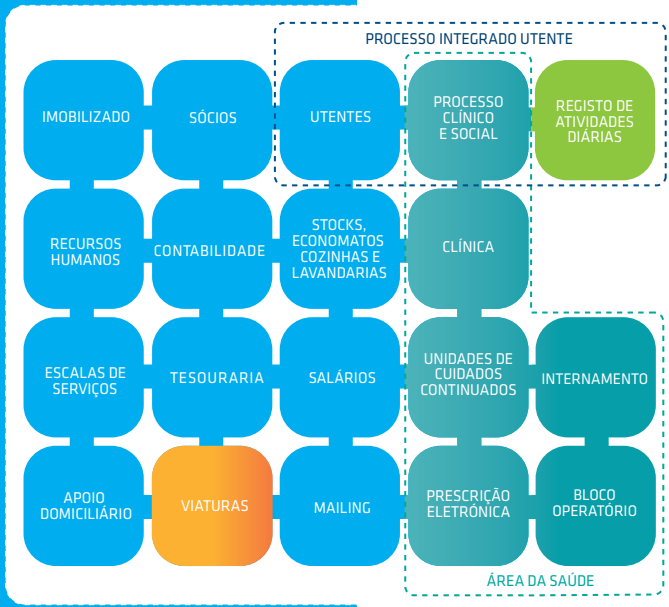 PROCESSO INTEGRADO UTENTE
IMOBILIZADO
SÓCIOS
UTENTES
PROCESSO
CLÍNICO
E SOCIAL
REGISTO DE
ATIVIDADES
DIÁRIAS
RECURSOS
HUMANOS
CONTABILIDADE
STOCKS,
ECONOMATOS
COZINHAS E
LAVANDARIAS
CLÍNICA
ESCALAS DE
SERVIÇOS
TESOURARIA
SALÁRIOS
UNIDADES DE
CUIDADOS
CONTINUADOS
INTERNAMENTO
APOIO
DOMICILIÁRIO
VIATURAS
MAILING
PRESCRIÇÃO
ELETRÓNICA
BLOCO
OPERATÓRIO
ÁREA DA SAÚDE